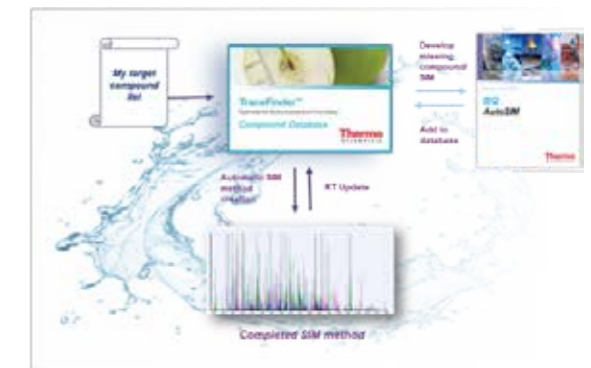 My target
compound
list
TraceFinder™
Compound Database
Thermo
SCIENTIFIC
Develop
missing
compound
SIM
Add to
database
ISQ
AutoSIM
Thermo
Automatic SIM
method
creation
RT Update
Completed SIM method